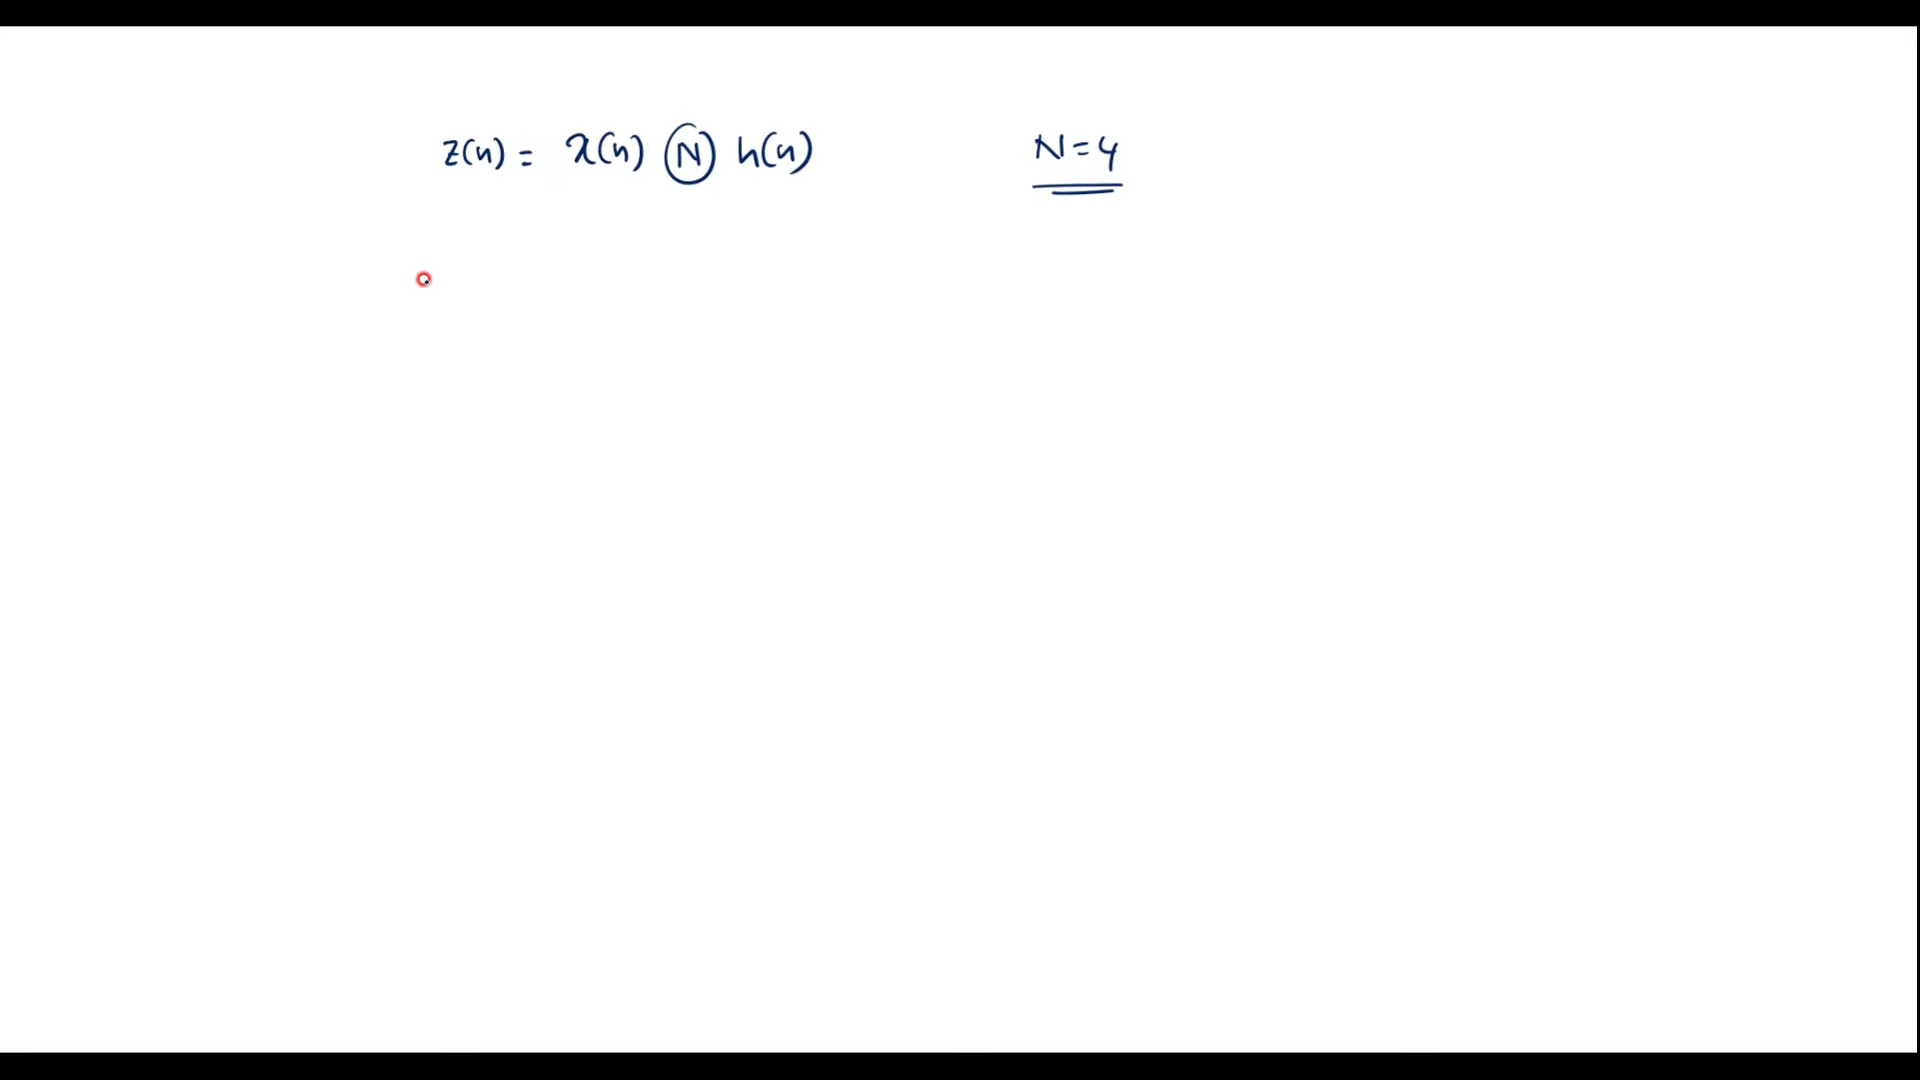 z(n) = x(n) Ⓝ h(n) N=4